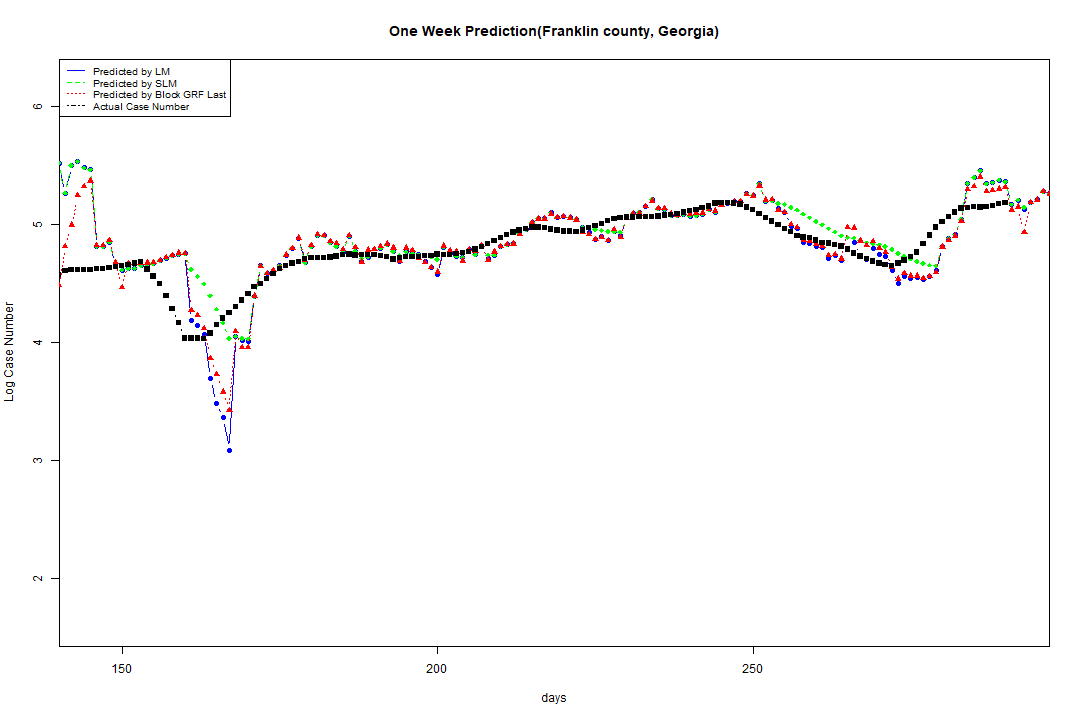 One Week Prediction(Franklin county, Georgia)
Predicted by LM
Predicted by SLM
Predicted by Block GRF Last
Actual Case Number
6
5
4
3
2
Log Case Number
150
200
250
days